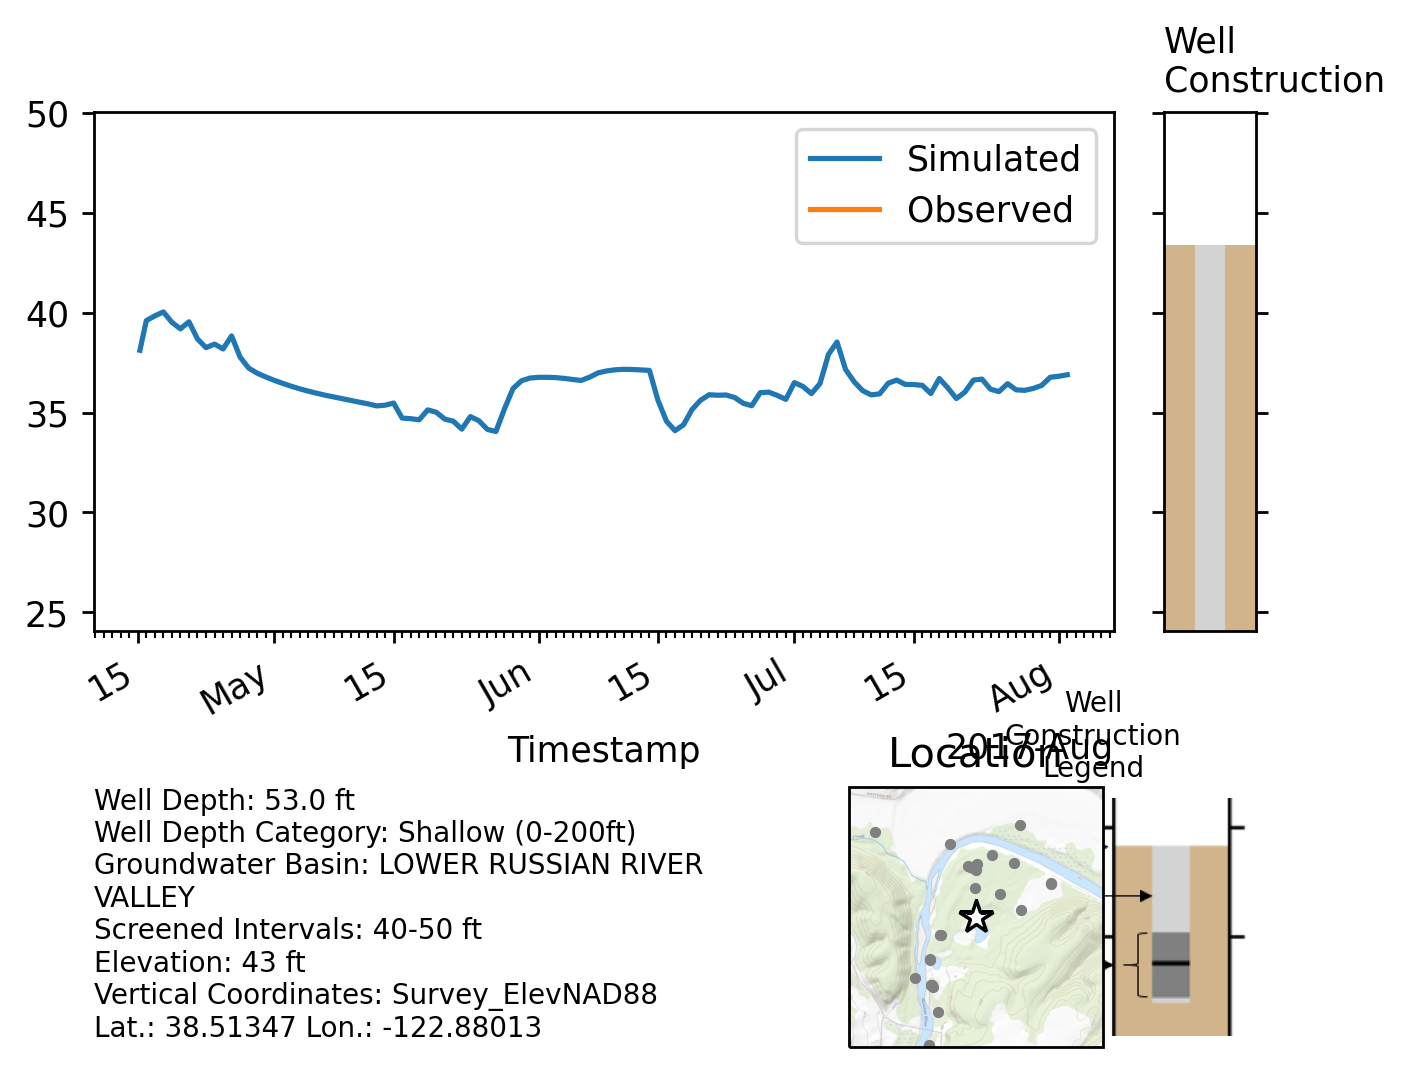 Well
Construction
50
45
40
35
30
25
Simulated
Observed
15
May
15
Jun
15
Jul
15
Aug
Timestamp
2017-Aug
Location
Well
Construction
Legend
Well Depth: 53.0 ft
Well Depth Category: Shallow (0-200ft)
Groundwater Basin: LOWER RUSSIAN RIVER
VALLEY
Screened Intervals: 40-50 ft
Elevation: 43 ft
Vertical Coordinates: Survey_ElevNAD88
Lat.: 38.51347 Lon.: -122.88013